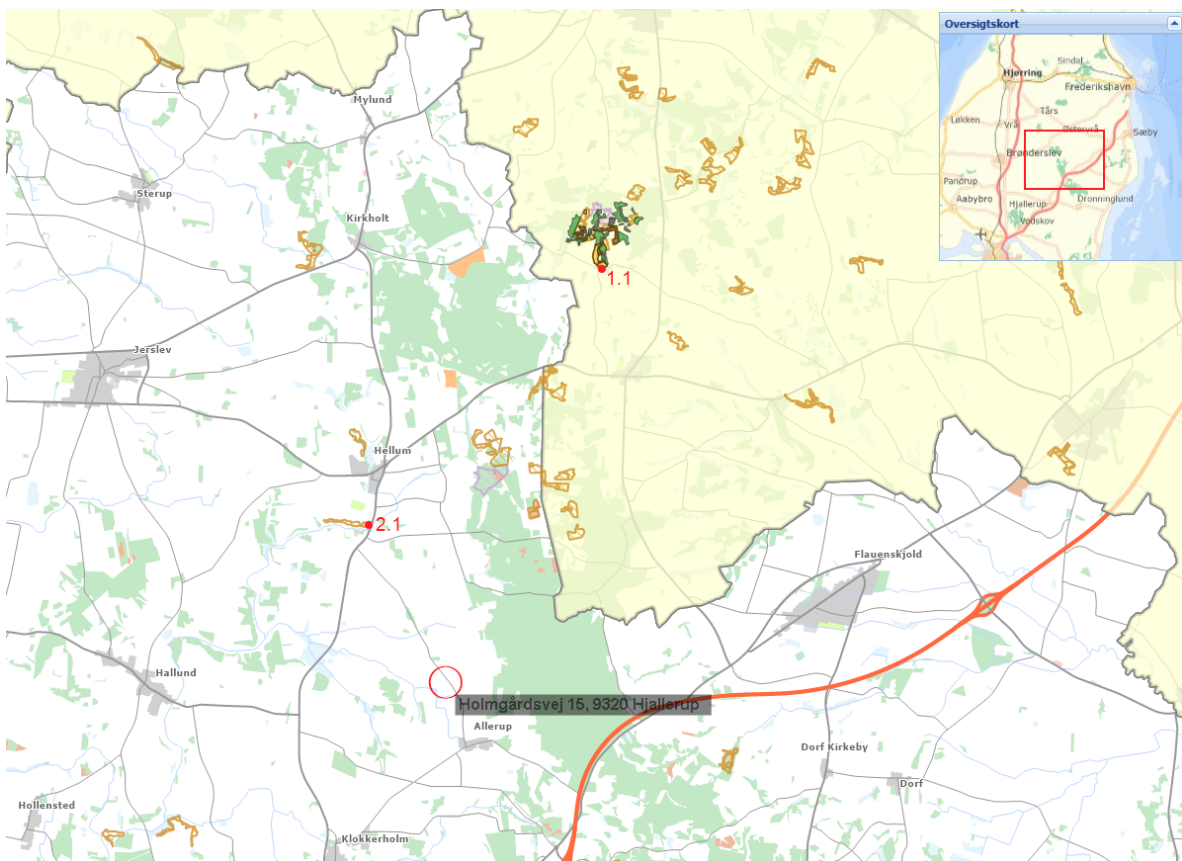 Oversigtskort
Sindal
Hjørring
Frederikshavn
Tårs
Løkken
Vrå
Østervrå
Sæby
Brønderslev
Pandrup
Aabybro
Hjallerup
Dronninglund
Vodskov
Mylund
Sterup
Kirkholt
1.1
Jerslev
Hellum
2.1
Flauenskjold
Hallund
Holmgårdsvej 15, 9320 Hjallerup
Allerup
Dorf Kirkeby
Dorf
Hollensted
Klokkerholm